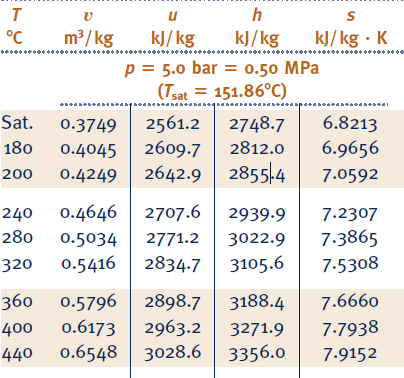 T v u h s
°C m³/kg kJ/kg kJ/kg kJ/kg · K
p = 5.0 bar = 0.50 MPa
(Tsat = 151.86°C)
Sat. 0.3749 2561.2 2748.7 6.8213
180 0.4045 2609.7 2812.0 6.9656
200 0.4249 2642.9 2855.4 7.0592
240 0.4646 2707.6 2939.9 7.2307
280 0.5034 2771.2 3022.9 7.3865
320 0.5416 2834.7 3105.6 7.5308
360 0.5796 2898.7 3188.4 7.6660
400 0.6173 2963.2 3271.9 7.7938
440 0.6548 3028.6 3356.0 7.9152